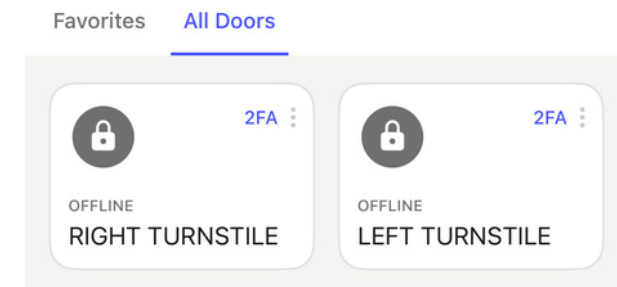 Favorites All Doors
2FA 2FA
OFFLINE OFFLINE
RIGHT TURNSTILE LEFT TURNSTILE